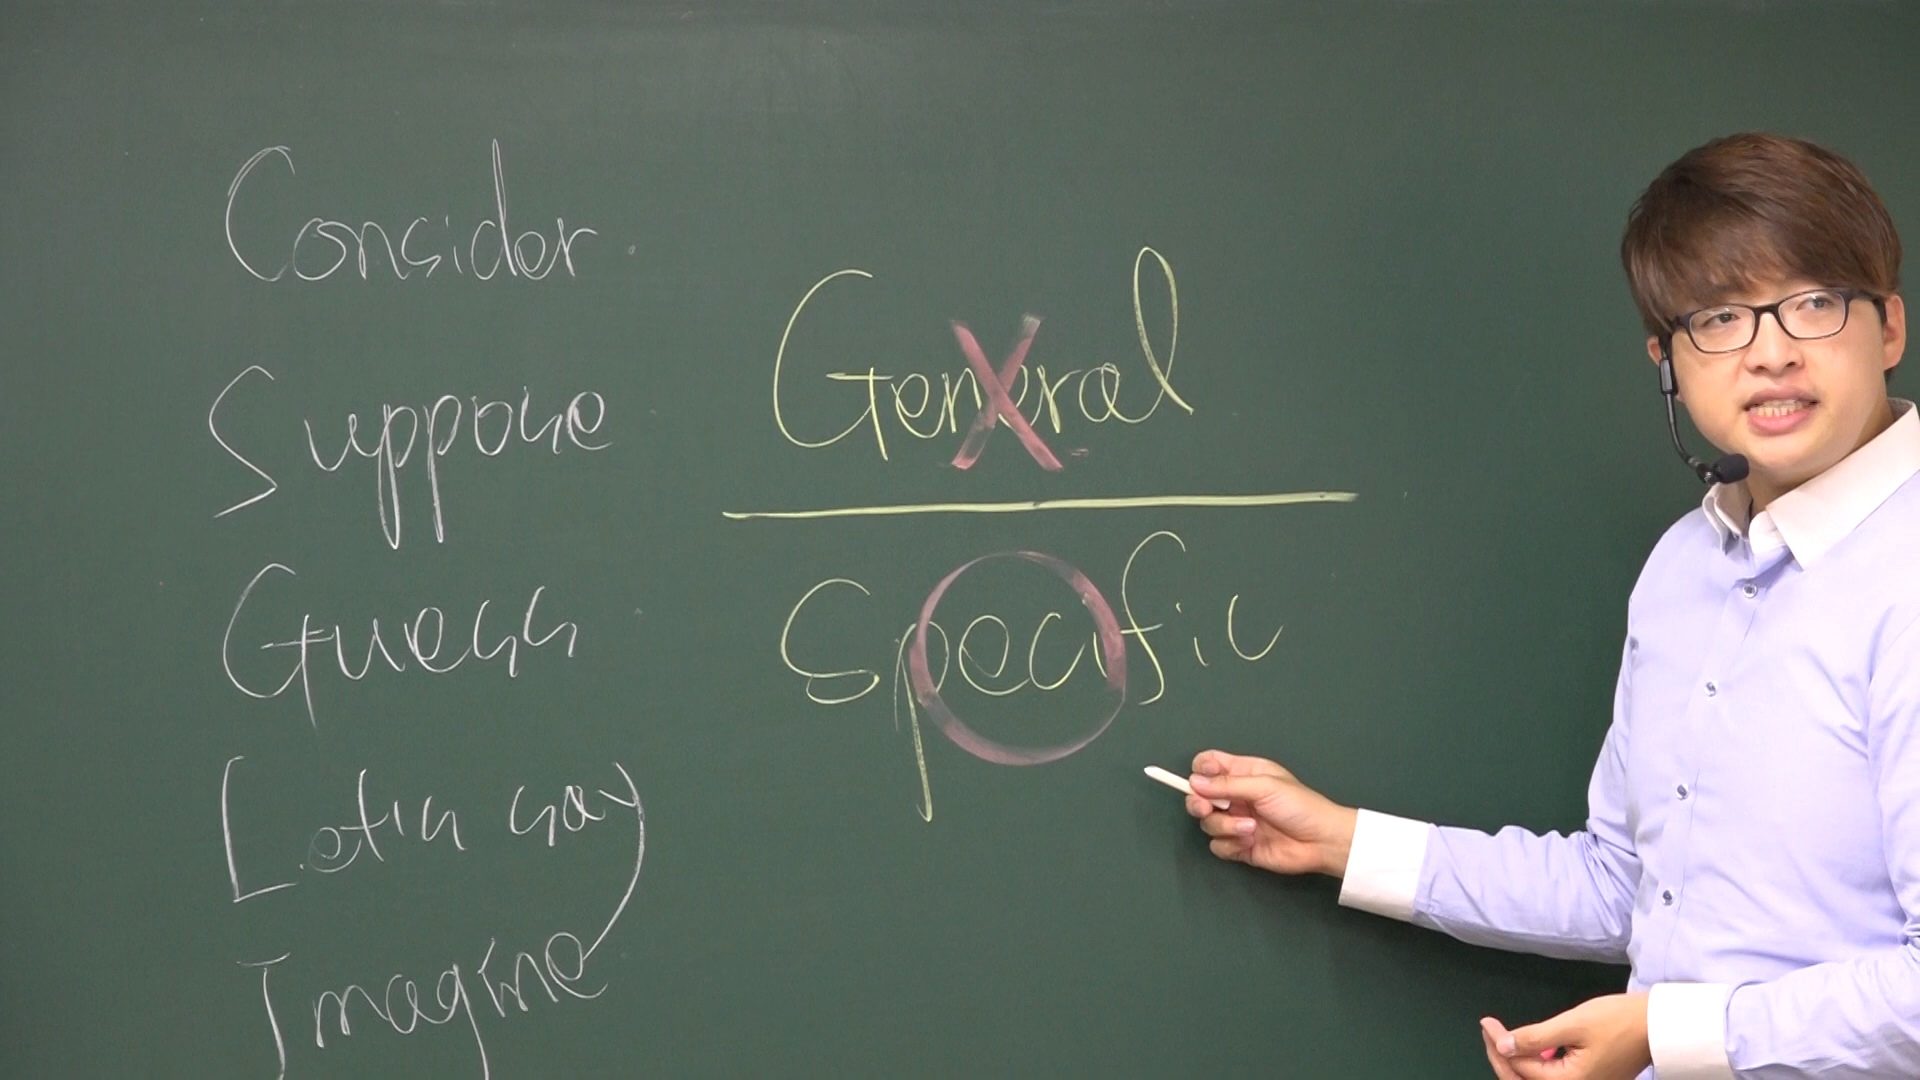 Consider
Suppose
Guess
Let's say
Imagine
General
Specific